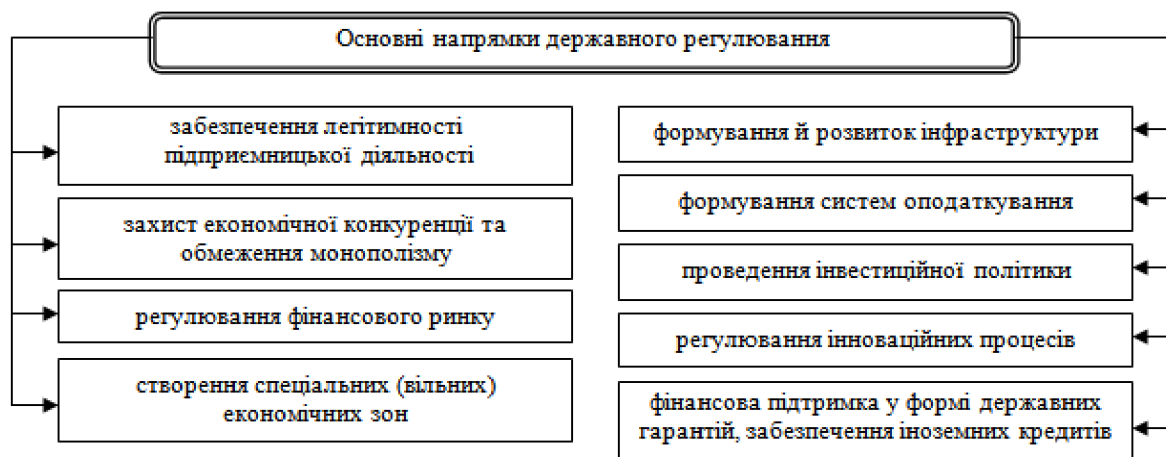 Основні напрямки державного регулювання
забезпечення легітимності
підприємницької діяльності
захист економічної конкуренції та
обмеження монополізму
регулювання фінансового ринку
створення спеціальних (вільних)
економічних зон
формування й розвиток інфраструктури
формування систем оподаткування
проведення інвестиційної політики
регулювання інноваційних процесів
фінансова підтримка у формі державних
гарантій, забезпечення іноземних кредитів